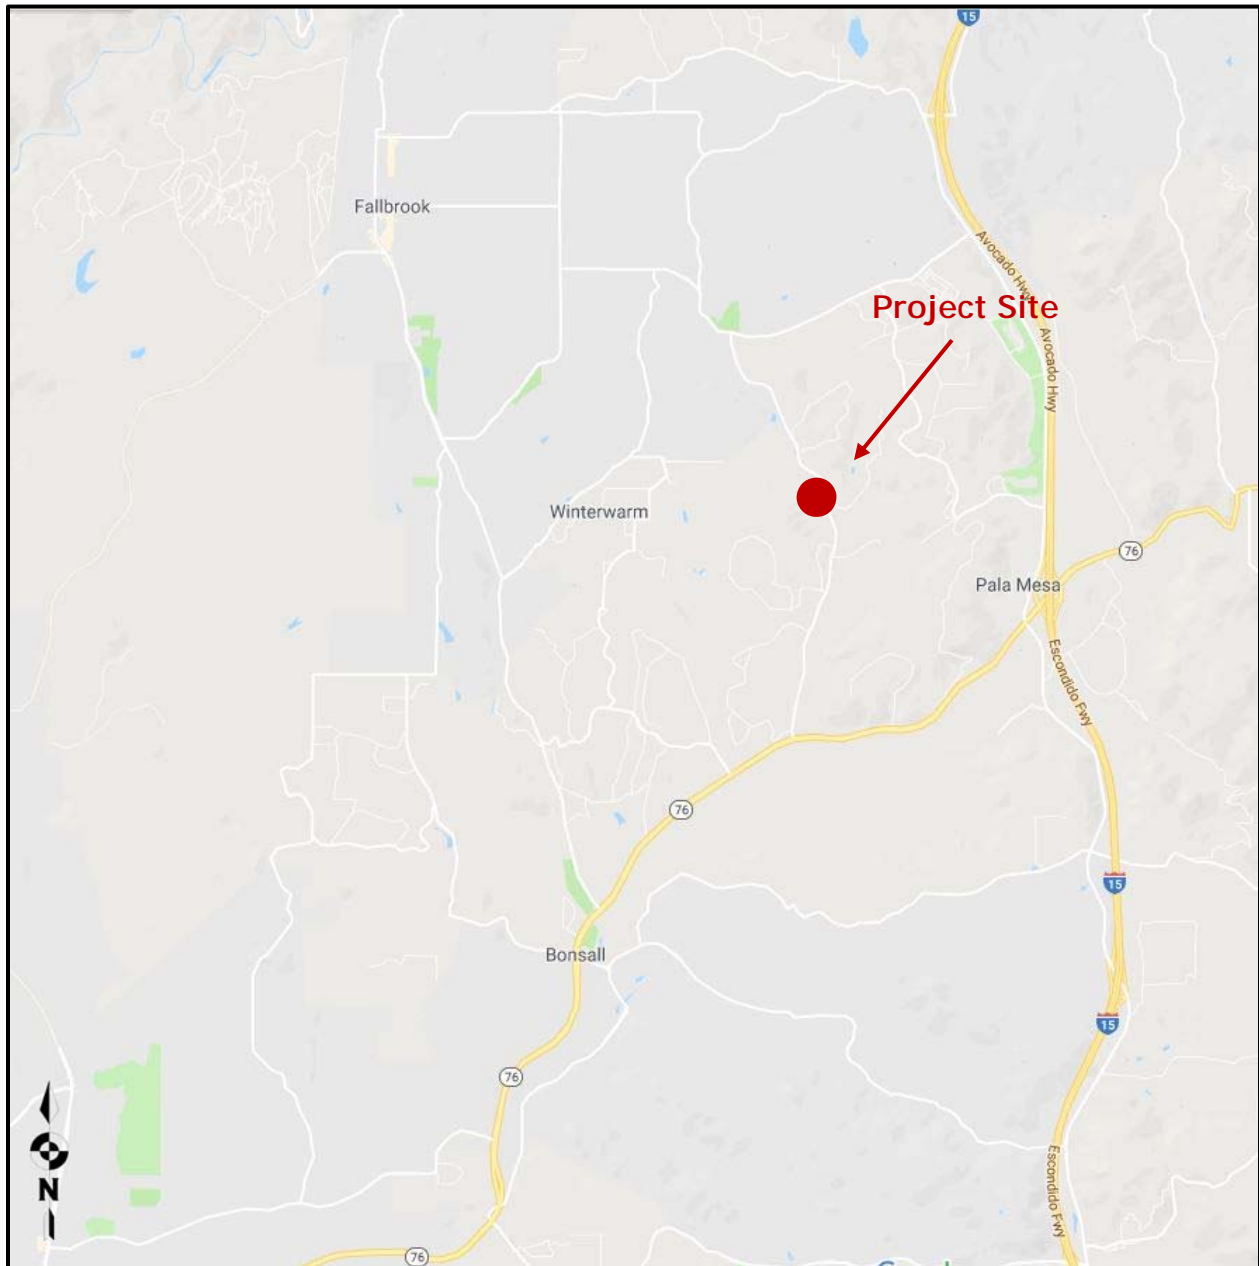 15
Fallbrook
Avocado Hwy
Project Site
Avocado Hwy
Winterwarm
76
Pala Mesa
Escondido Fwy
76
15
Bonsall
15
76
N
Escondido Fwy
76